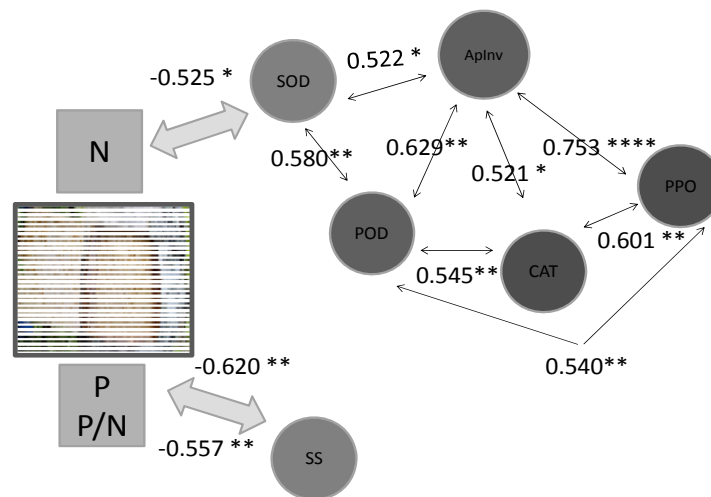 ApInv
0.522 *
-0.525 *
SOD
N
0.580**
0.629**
0.753 ****
0.521 *
PPO
POD
0.601 **
CAT
0.545**
-0.620 **
0.540**
P
P/N
-0.557 **
SS